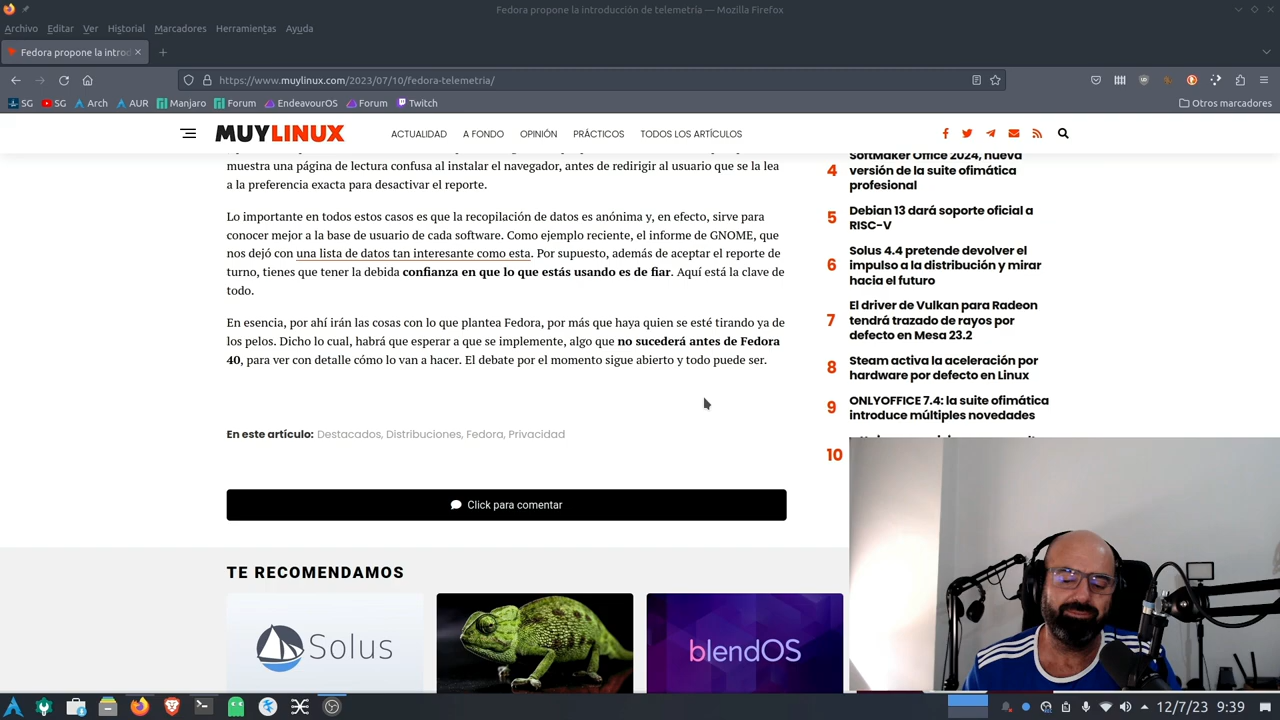 Fedora propone la introducción de telemetría — Mozilla Firefox
Archivo Editar Ver Historial Marcadores Herramientas Ayuda
Fedora propone la introd
https://www.muylinux.com/2023/07/10/fedora-telemetria/
SG SG Arch AUR Manjaro Forum EndeavourOS Forum Twitch Otros marcadores
MUYLINUX ACTUALIDAD A FONDO OPINIÓN PRÁCTICOS TODOS LOS ARTÍCULOS
muestra una página de lectura confusa al instalar el navegador, antes de redirigir al usuario que se la lea
a la preferencia exacta para desactivar el reporte.
Lo importante en todos estos casos es que la recopilación de datos es anónima y, en efecto, sirve para
conocer mejor a la base de usuario de cada software. Como ejemplo reciente, el informe de GNOME, que
nos dejó con una lista de datos tan interesante como esta. Por supuesto, además de aceptar el reporte de
turno, tienes que tener la debida confianza en que lo que estás usando es de fiar. Aquí está la clave de
todo.
En esencia, por ahí irán las cosas con lo que plantea Fedora, por más que haya quien se esté tirando ya de
los pelos. Dicho lo cual, habrá que esperar a que se implemente, algo que no sucederá antes de Fedora
40, para ver con detalle cómo lo van a hacer. El debate por el momento sigue abierto y todo puede ser.
En este artículo: Destacados, Distribuciones, Fedora, Privacidad
Click para comentar
TE RECOMENDAMOS
Solus
blendOS
4
SoftMaker Office 2024, nueva
versión de la suite ofimática
profesional
5
Debian 13 dará soporte oficial a
RISC-V
6
Solus 4.4 pretende devolver el
impulso a la distribución y mirar
hacia el futuro
7
El driver de Vulkan para Radeon
tendrá trazado de rayos por
defecto en Mesa 23.2
8
Steam activa la aceleración por
hardware por defecto en Linux
9
ONLYOFFICE 7.4: la suite ofimática
introduce múltiples novedades
10
12/7/23 9:39